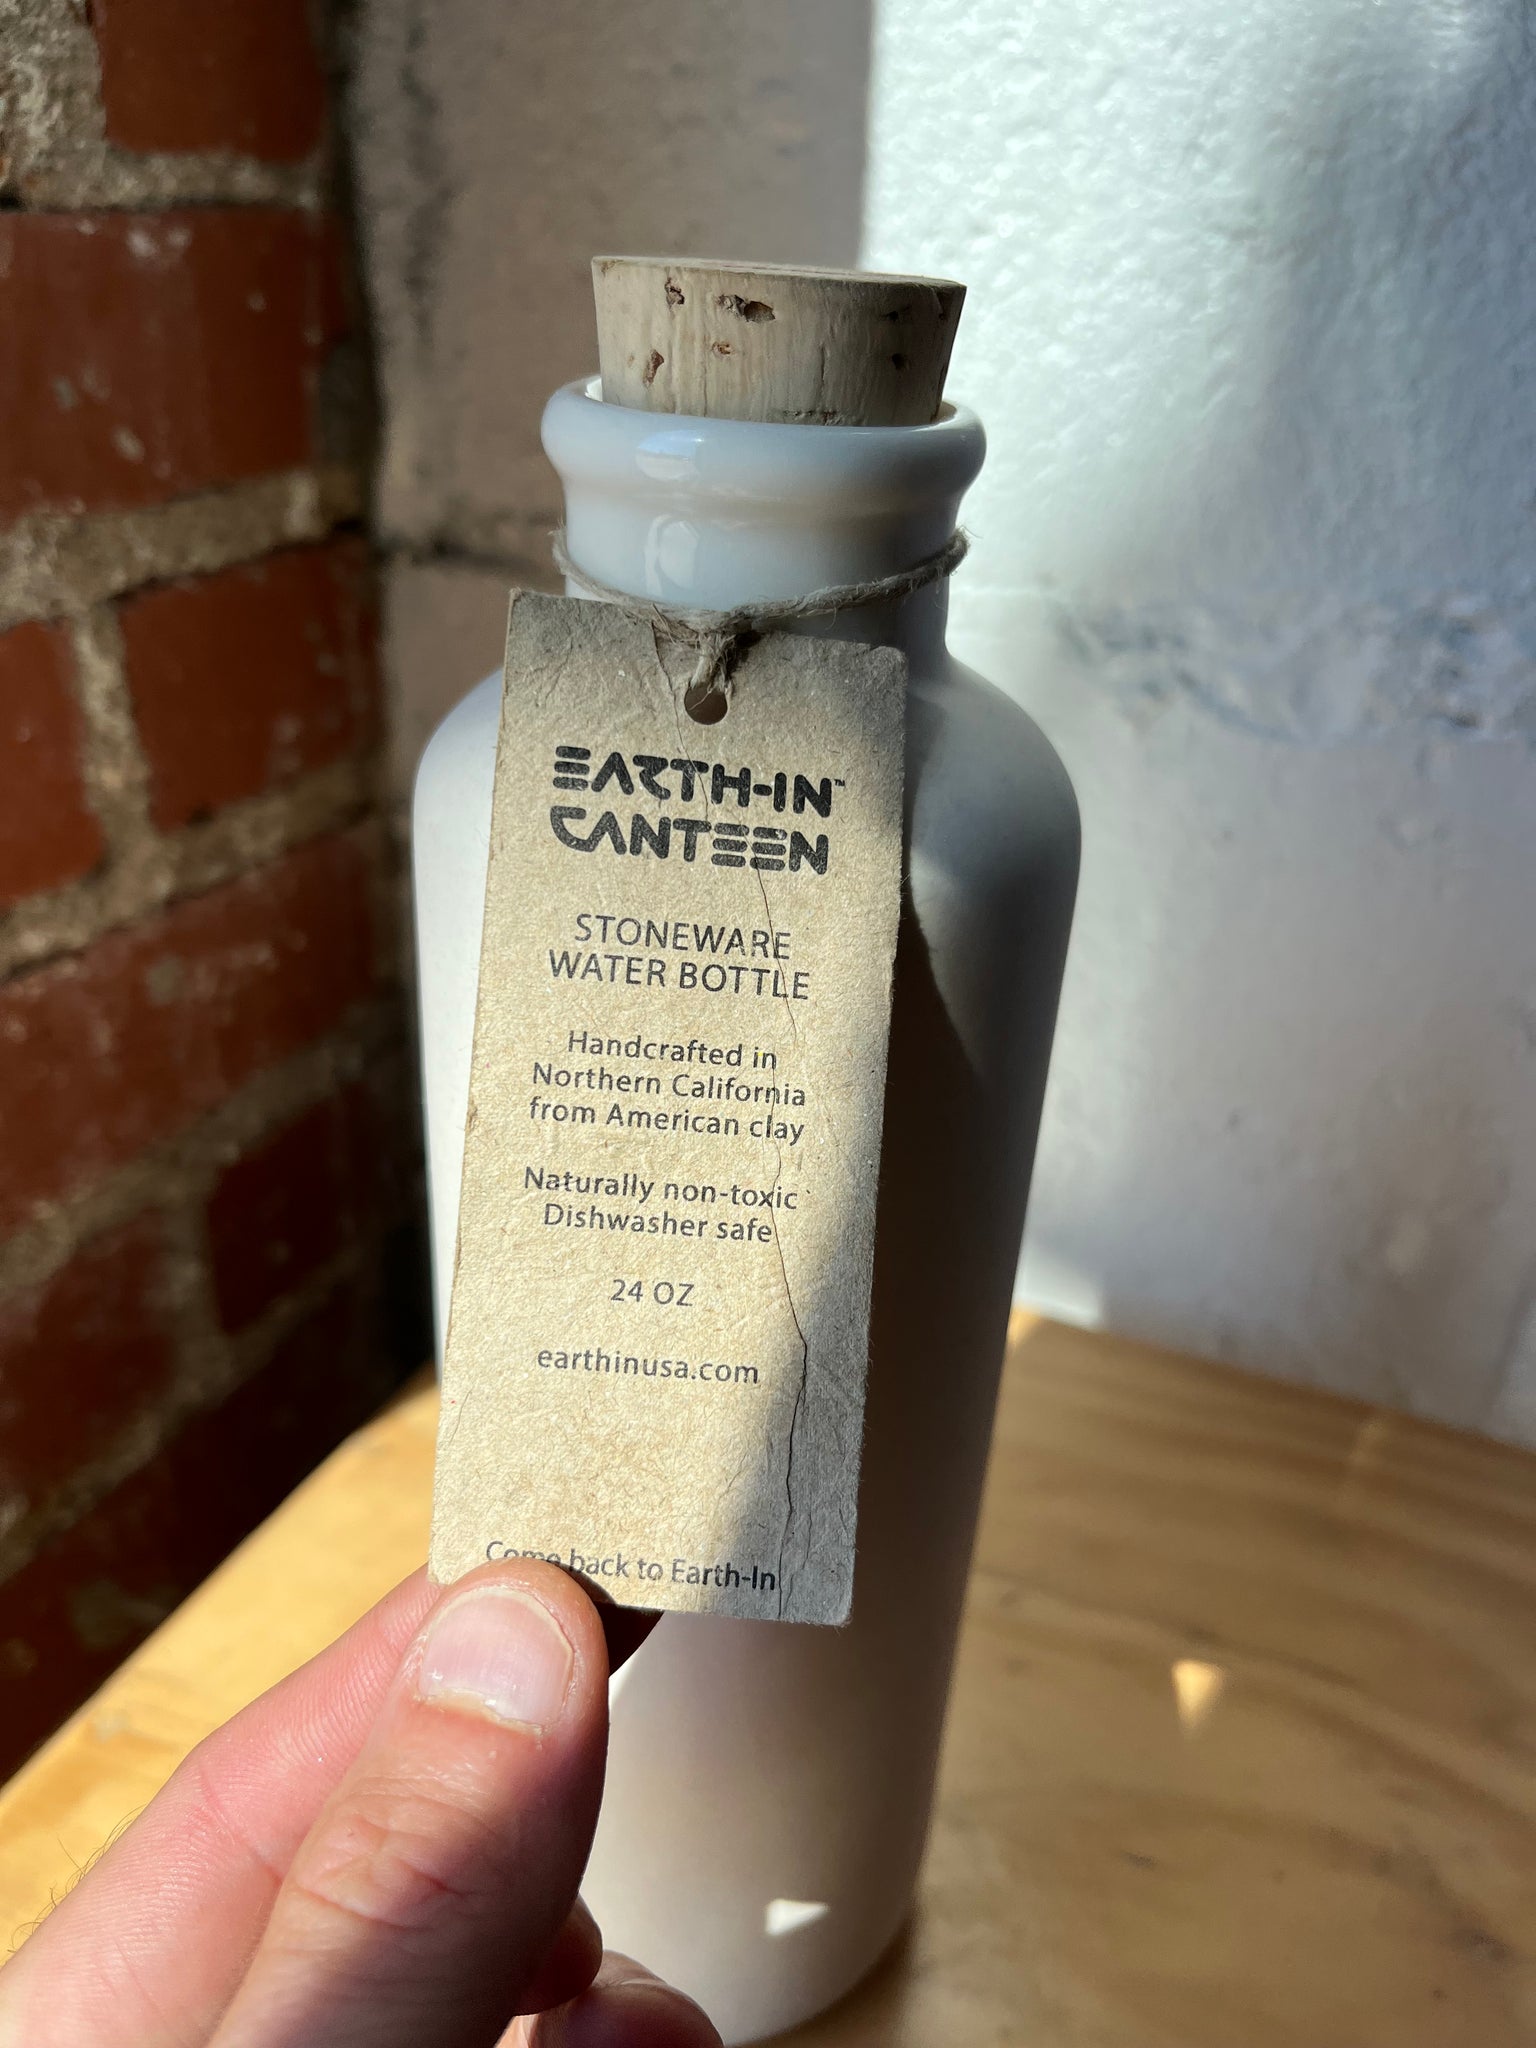 EARTH-IN™
CANTEEN
STONEWARE
WATER BOTTLE
Handcrafted in
Northern California
from American clay
Naturally non-toxic
Dishwasher safe
24 OZ
earthinusa.com
Come back to Earth-In